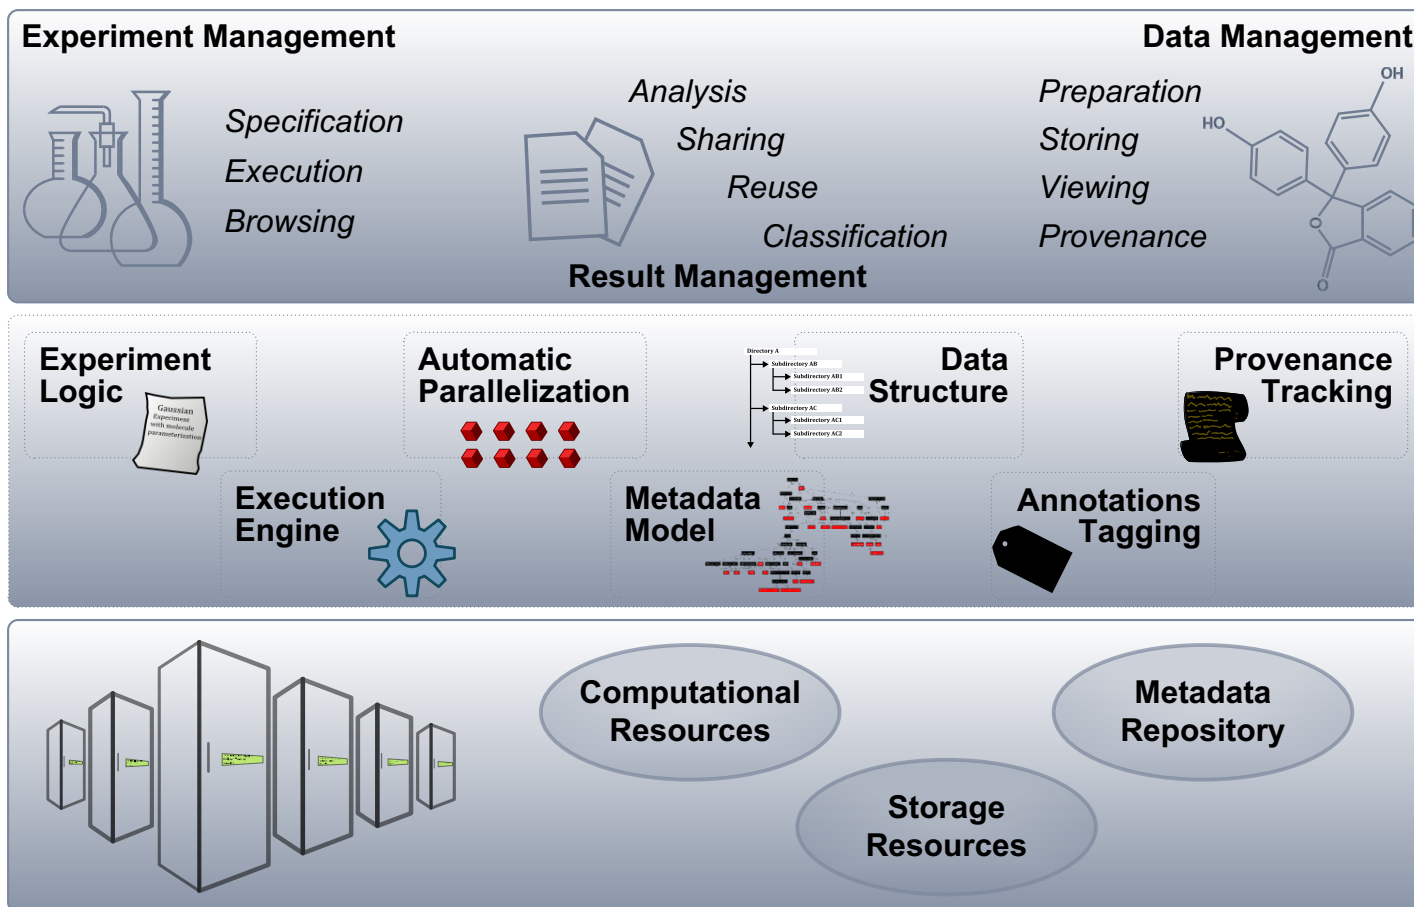 Experiment Management
Specification
Execution
Browsing
Analysis
Sharing
Reuse
Classification
Result Management
Data Management
Preparation
Storing
Viewing
Provenance
OH
HO
O
O
Experiment
Logic
Gaussian
Experiment
with molecule
parameterization
Automatic
Parallelization
Directory A
Subdirectory AB
Subdirectory AB1
Subdirectory AB2
Subdirectory AC
Subdirectory AC1
Subdirectory AC2
Data
Structure
Provenance
Tracking
Execution
Engine
Metadata
Model
Annotations
Tagging
Computational
Resources
Metadata
Repository
Storage
Resources